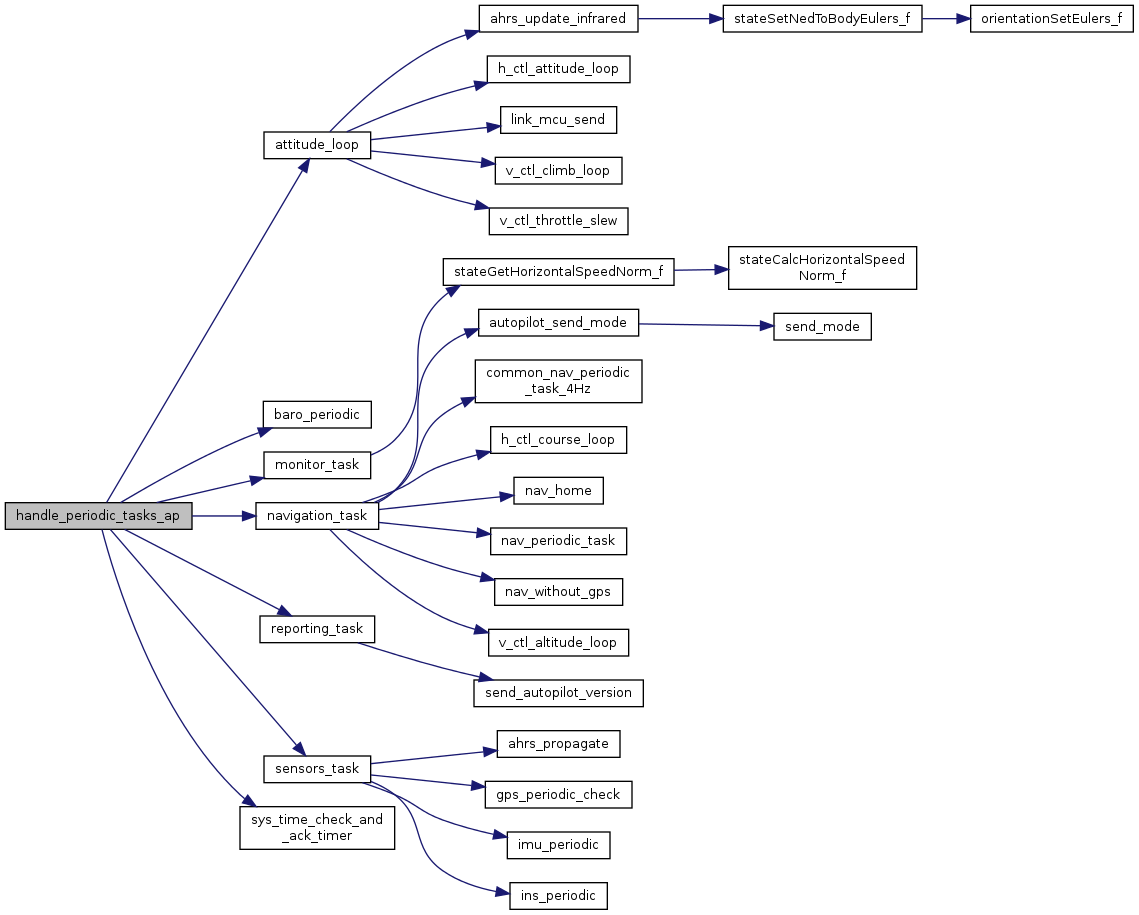 ahrs_update_infrared
stateSetNedToBodyEulers_f
orientationSetEulers_f
h_ctl_attitude_loop
link_mcu_send
attitude_loop
v_ctl_climb_loop
v_ctl_throttle_slew
stateGetHorizontalSpeedNorm_f
stateCalcHorizontalSpeed
Norm_f
autopilot_send_mode
send_mode
common_nav_periodic
_task_4Hz
baro_periodic
h_ctl_course_loop
monitor_task
nav_home
handle_periodic_tasks_ap
navigation_task
nav_periodic_task
nav_without_gps
reporting_task
v_ctl_altitude_loop
send_autopilot_version
ahrs_propagate
sensors_task
gps_periodic_check
sys_time_check_and
_ack_timer
imu_periodic
ins_periodic